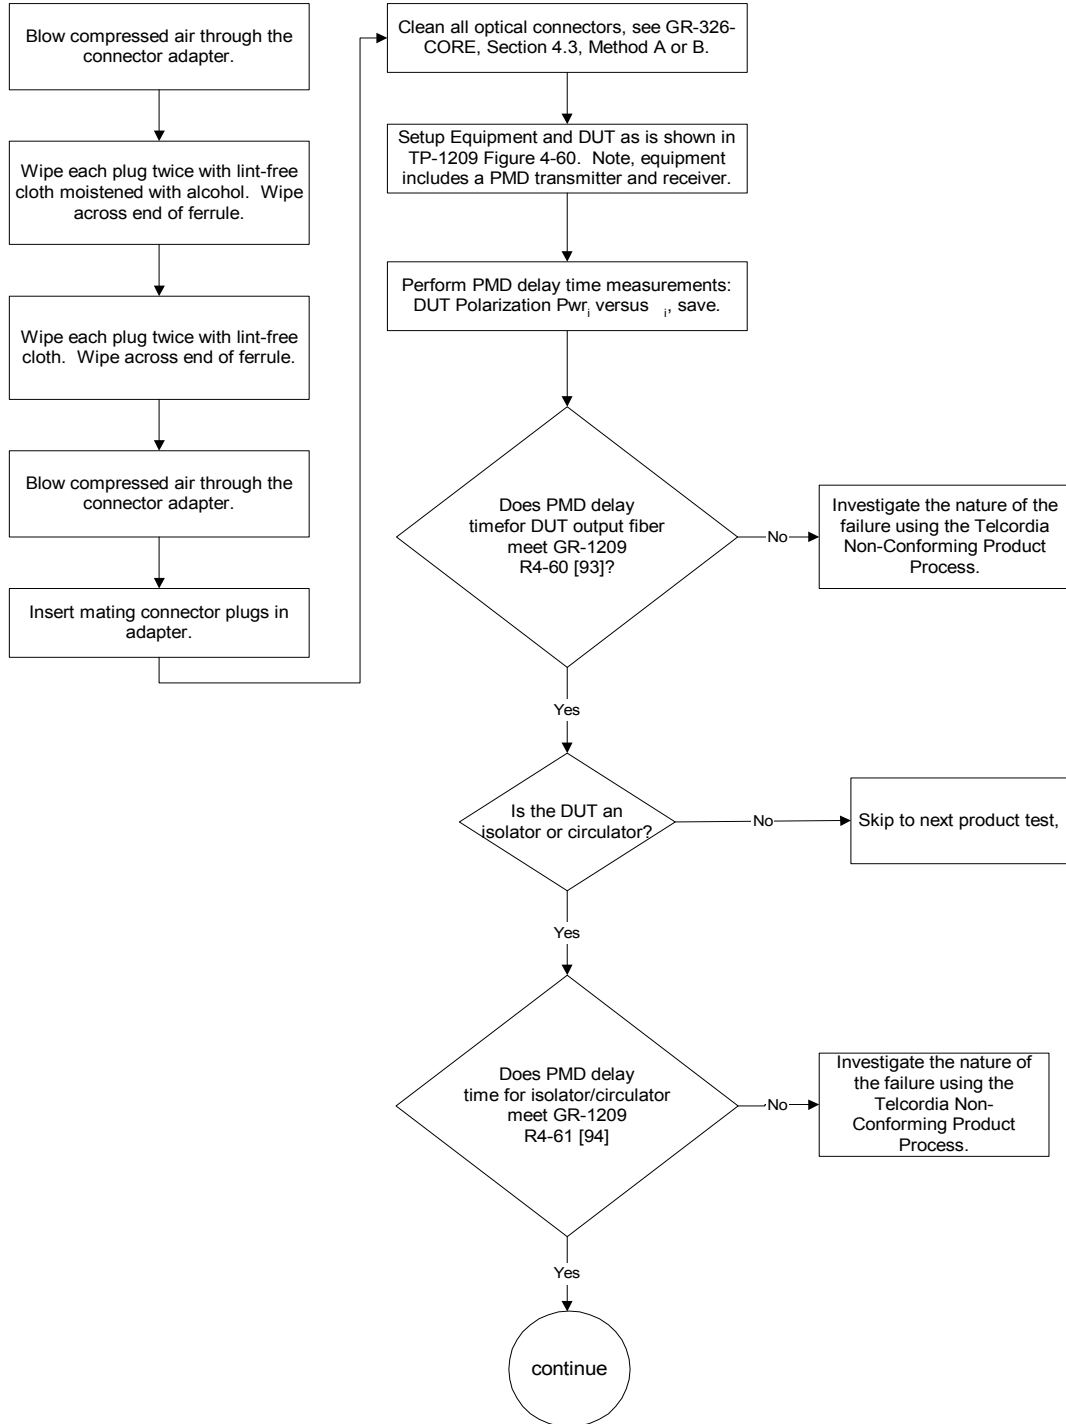 Blow compressed air through the
connector adapter.
Wipe each plug twice with lint-free
cloth moistened with alcohol. Wipe
across end of ferrule.
Wipe each plug twice with lint-free
cloth. Wipe across end of ferrule.
Blow compressed air through the
connector adapter.
Insert mating connector plugs in
adapter.
Clean all optical connectors, see GR-326-
CORE, Section 4.3, Method A or B.
Setup Equipment and DUT as is shown in
TP-1209 Figure 4-60. Note, equipment
includes a PMD transmitter and receiver.
Perform PMD delay time measurements:
DUT Polarization Pwri versus i, save.
Does PMD delay
timefor DUT output fiber
meet GR-1209
R4-60 [93]?
No
Investigate the nature of the
failure using the Telcordia
Non-Conforming Product
Process.
Yes
Is the DUT an
isolator or circulator?
No
Skip to next product test,
Yes
Does PMD delay
time for isolator/circulator
meet GR-1209
R4-61 [94]
No
Investigate the nature of
the failure using the
Telcordia Non-
Conforming Product
Process.
Yes
continue